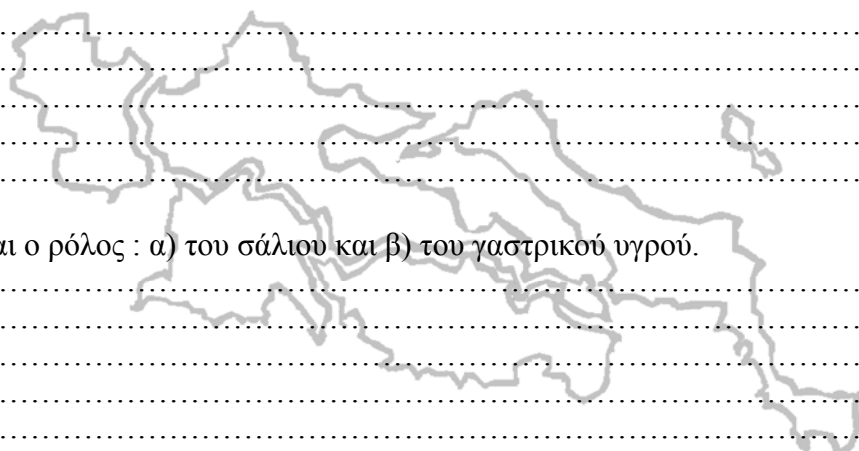 αι ο ρόλος : α) του σάλιου και β) του γαστρικού υγρού.